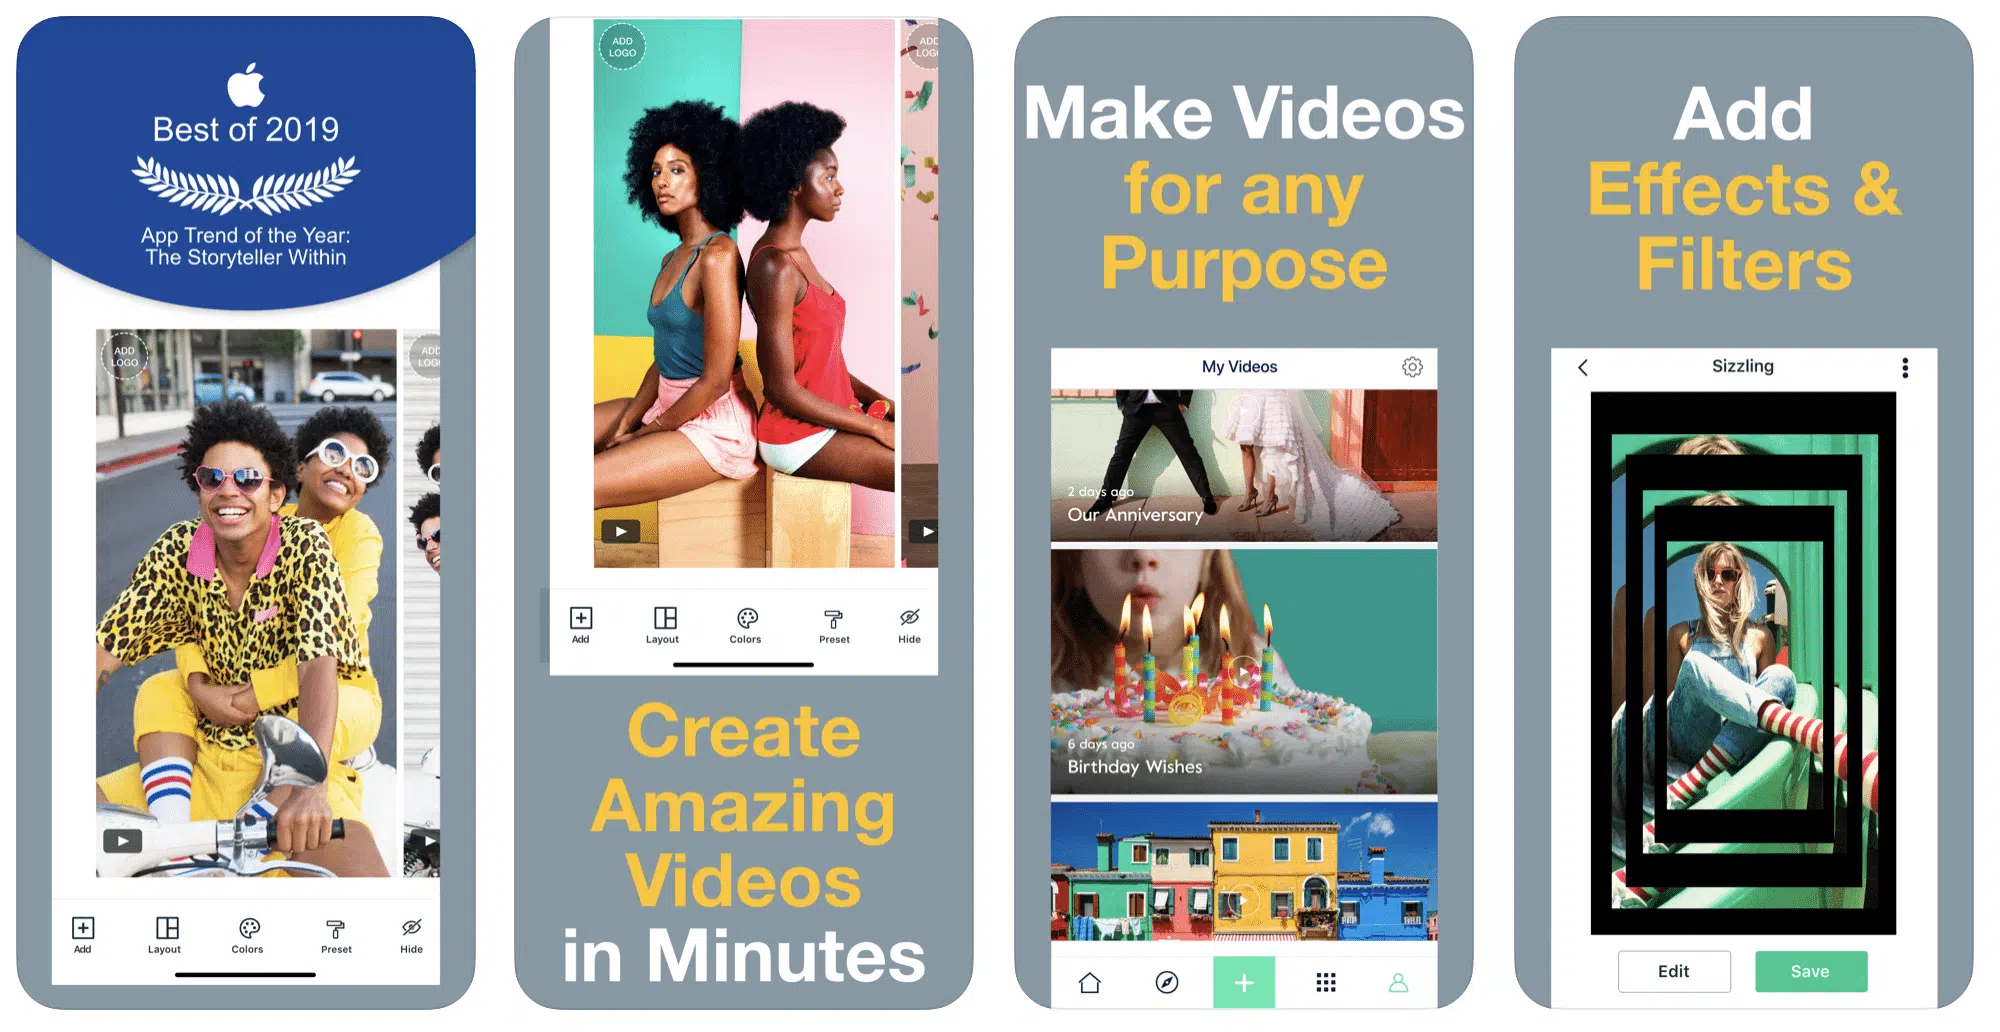 Best of 2019
App Trend of the Year:
The Storyteller Within
ADD
LOGO
ADD
LOGO
Add
Layout
Colors
Preset
Hide
ADD
LOGO
ADD
LOGO
Add
Layout
Colors
Preset
Hide
Create
Amazing
Videos
in Minutes
Make Videos
for any
Purpose
My Videos
2 days ago
Our Anniversary
6 days ago
Birthday Wishes
Add
Effects &
Filters
Sizzling
Edit
Save